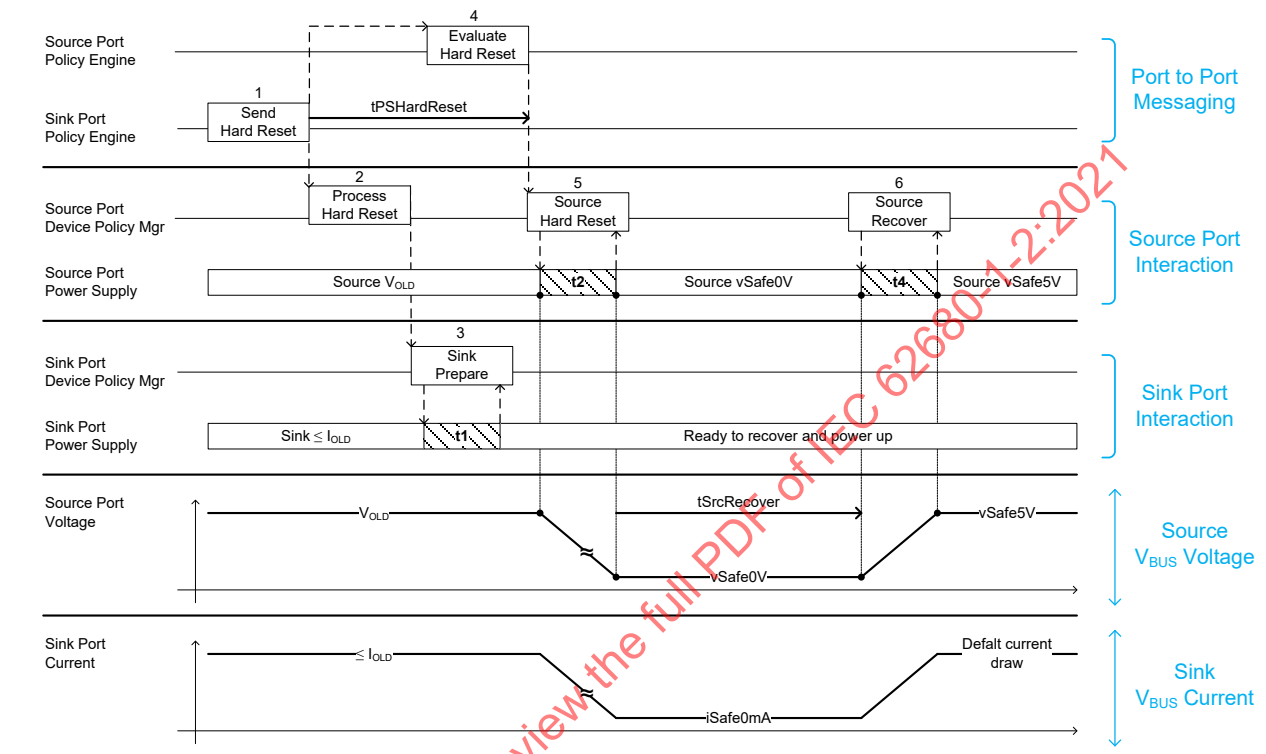 4
Source Port
Policy Engine
Evaluate
Hard Reset
Port to Port
Messaging
1
Sink Port
Policy Engine
Send
Hard Reset
tPSHardReset
2
5
6
Source Port
Device Policy Mgr
Process
Hard Reset
Source
Hard Reset
Source
Recover
Source Port
Interaction
Source Port
Power Supply
Source VOLD
t2
Source vSafe0V
t4
Source vSafe5V
3
Sink Port
Device Policy Mgr
Sink
Prepare
Sink Port
Interaction
Sink Port
Power Supply
Sink ≤ IOLD
t1
Ready to recover and power up
Source Port
Voltage
VOLD
tSrcRecover
vSafe5V
vSafe0V
Source
VBUS Voltage
Sink Port
Current
≤ IOLD
iSafe0mA
Defalt current
draw
Sink
VBUS Current
view the full PDF of IEC 62680-1-2:2021